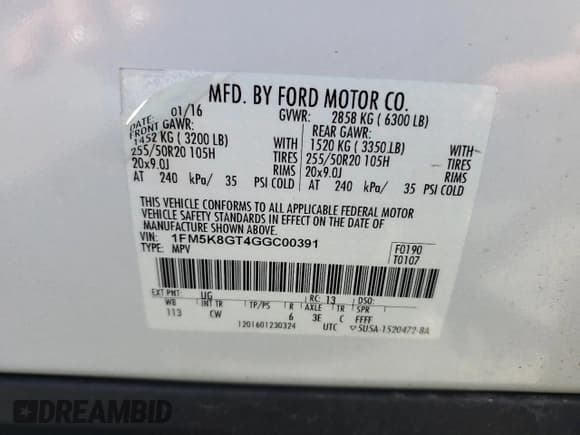 MFD. BY FORD MOTOR CO.
DATE: 01/16 GVWR: 2858 KG ( 6300 LB)
FRONT GAWR: REAR GAWR:
1452 KG ( 3200 LB) WITH 1520 KG ( 3350 LB) WITH
255/50R20 105H TIRES 255/50R20 105H TIRES
20x9.0J RIMS 20x9.0J RIMS
AT 240 kPa/ 35 PSI COLD AT 240 kPa/ 35 PSI COLD
THIS VEHICLE CONFORMS TO ALL APPLICABLE FEDERAL MOTOR
VEHICLE SAFETY STANDARDS IN EFFECT ON THE DATE OF
MANUFACTURE SHOWN ABOVE.
VIN: 1FM5K8GT4GGC00391 F0190
TYPE: MPV T0107
EXT PNT: UG RC: 13 DSO:
WB INT TR TP/PS R AXLE TR SPR
113 CW 6 3E C FFFF
1201601230324 UTC 5U5A-1520472-BA
DREAMBID